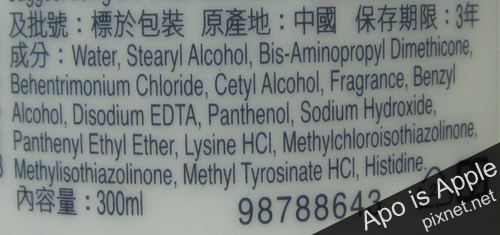 及批號：標於包裝 原產地：中國 保存期限：3年
成分：Water, Stearyl Alcohol, Bis-Aminopropyl Dimethicone,
Behentrimonium Chloride, Cetyl Alcohol, Fragrance, Benzyl
Alcohol, Disodium EDTA, Panthenol, Sodium Hydroxide,
Panthenyl Ethyl Ether, Lysine HCl, Methylchloroisothiazolinone,
Methylisothiazolinone, Methyl Tyrosinate HCl, Histidine
內容量：300ml
98788643
Apo is Apple
pixnet.net